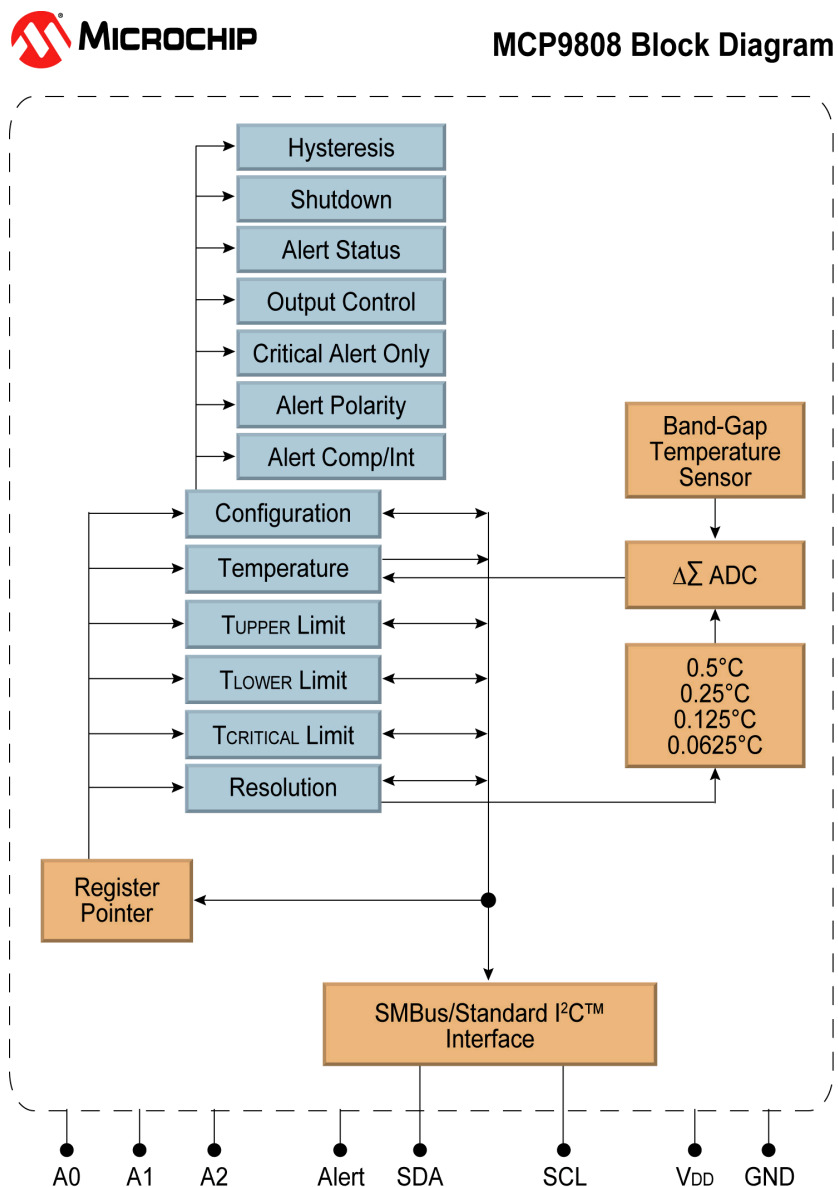 MICROCHIP
MCP9808 Block Diagram
Hysteresis
Shutdown
Alert Status
Output Control
Critical Alert Only
Alert Polarity
Alert Comp/Int
Configuration
Temperature
TUPPER Limit
TLOWER Limit
TCRITICAL Limit
Resolution
Band-Gap
Temperature
Sensor
ΔΣ ADC
0.5°C
0.25°C
0.125°C
0.0625°C
Register
Pointer
SMBus/Standard I²C™
Interface
A0 A1 A2 Alert SDA SCL VDD GND